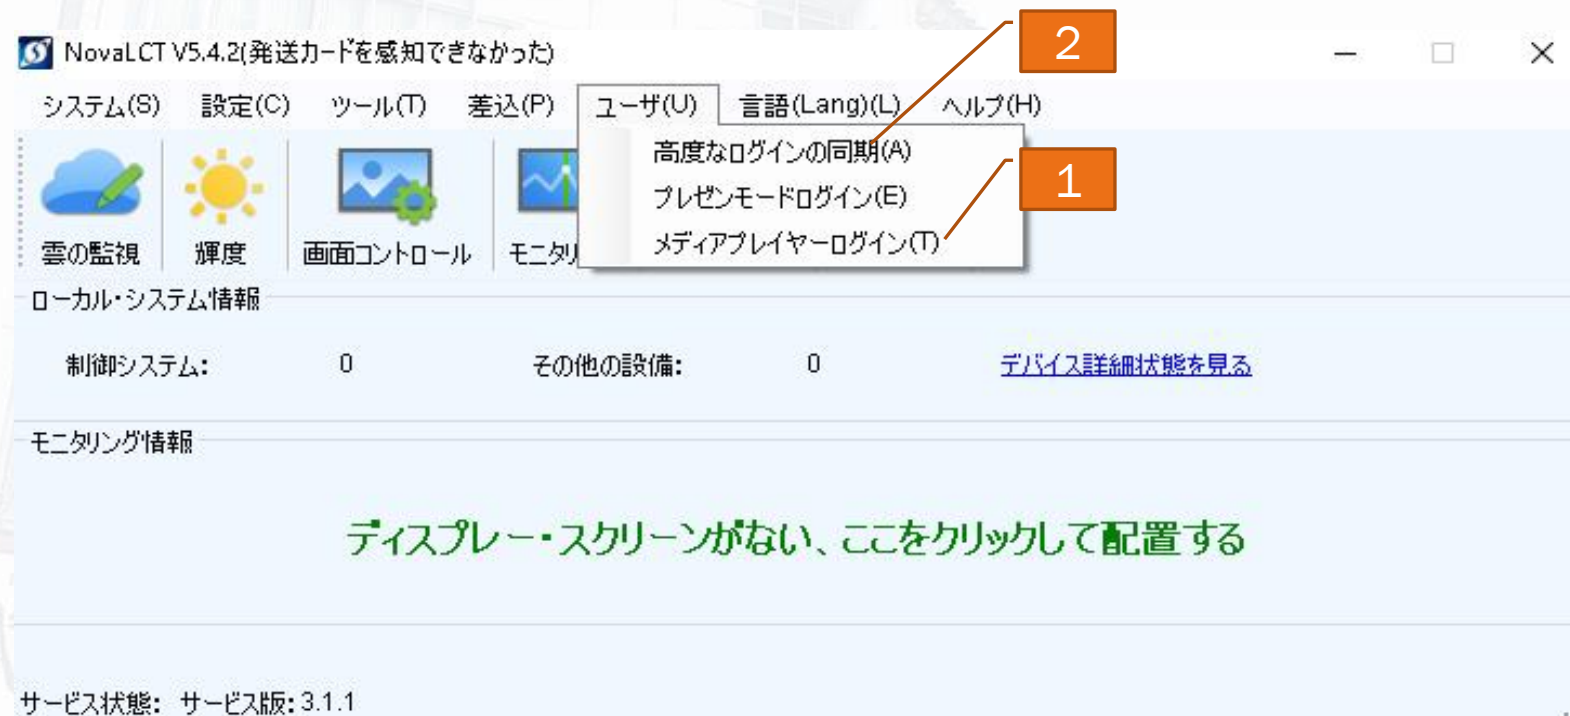 2
NovaLCT V5.4.2(発送カードを感知できなかった)
システム(S) 設定(C) ツール(T) 差込(P) ユーザ(U) 言語(Lang)(L) ヘルプ(H)
高度なログインの同期(A)
プレゼンモードログイン(E)
1
メディアプレイヤーログイン(T)
雲の監視 輝度 画面コントロール モニタリ
ローカル・システム情報
制御システム: 0 その他の設備: 0 デバイス詳細状態を見る
モニタリング情報
ディスプレー・スクリーンがない、ここをクリックして配置する
サービス状態: サービス版: 3.1.1